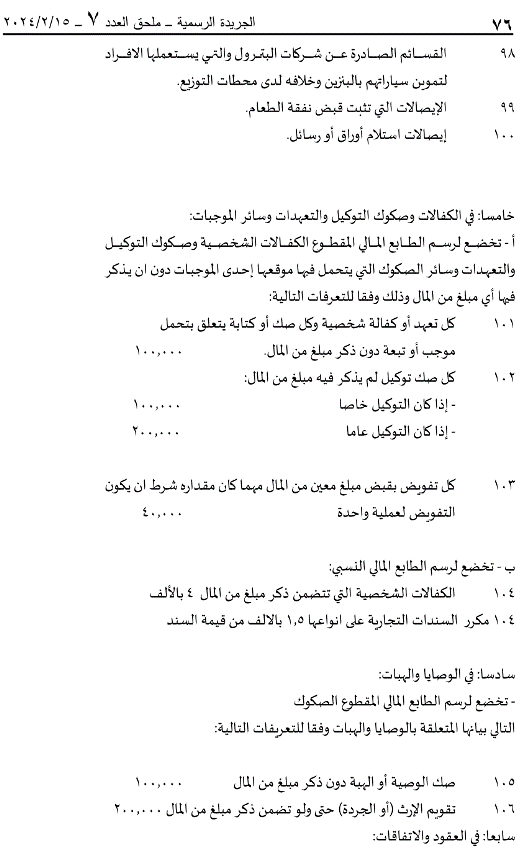 ٧٦ الجريدة الرسمية – ملحق العدد ٧ – ٢٠٢٤/٢/١٥
٩٨ القسائم الصادرة عن شركات البترول والتي يستعملها الافراد
لتموين سياراتهم بالبنزين وخلافه لدى محطات التوزيع.
٩٩ الإيصالات التي تثبت قبض نفقة الطعام.
١٠٠ إيصالات استلام أوراق أو رسائل.
خامسا: في الكفالات وصكوك التوكيل والتعهدات وسائر الموجبات:
أ - تخضع لرسم الطابع المالي المقطوع الكفالات الشخصية وصكوك التوكيل
والتعهدات وسائر الصكوك التي يتحمل فيها موقعها إحدى الموجبات دون ان يذكر
فيها أي مبلغ من المال وذلك وفقا للتعرفات التالية:
١٠١ كل تعهد أو كفالة شخصية وكل صك أو كتابة يتعلق بتحمل
موجب أو تبعة دون ذكر مبلغ من المال. ١٠٠,٠٠٠
١٠٢ كل صك توكيل لم يذكر فيه مبلغ من المال:
- إذا كان التوكيل خاصا ١٠٠,٠٠٠
- إذا كان التوكيل عاما ٢٠٠,٠٠٠
١٠٣ كل تفويض بقبض مبلغ معين من المال مهما كان مقداره شرط ان يكون
التفويض لعملية واحدة ٤٠,٠٠٠
ب - تخضع لرسم الطابع المالي النسبي:
١٠٤ الكفالات الشخصية التي تتضمن ذكر مبلغ من المال ٤ بالألف
١٠٤ مكرر السندات التجارية على انواعها ١,٥ بالالف من قيمة السند
سادسا: في الوصايا والهبات:
- تخضع لرسم الطابع المالي المقطوع الصكوك
التالي بيانها المتعلقة بالوصايا والهبات وفقا للتعريفات التالية:
١٠٥ صك الوصية أو الهبة دون ذكر مبلغ من المال ١٠٠,٠٠٠
١٠٦ تقويم الإرث (أو الجردة) حتى ولو تضمن ذكر مبلغ من المال ٢٠٠,٠٠٠
سابعا: في العقود والاتفاقات: